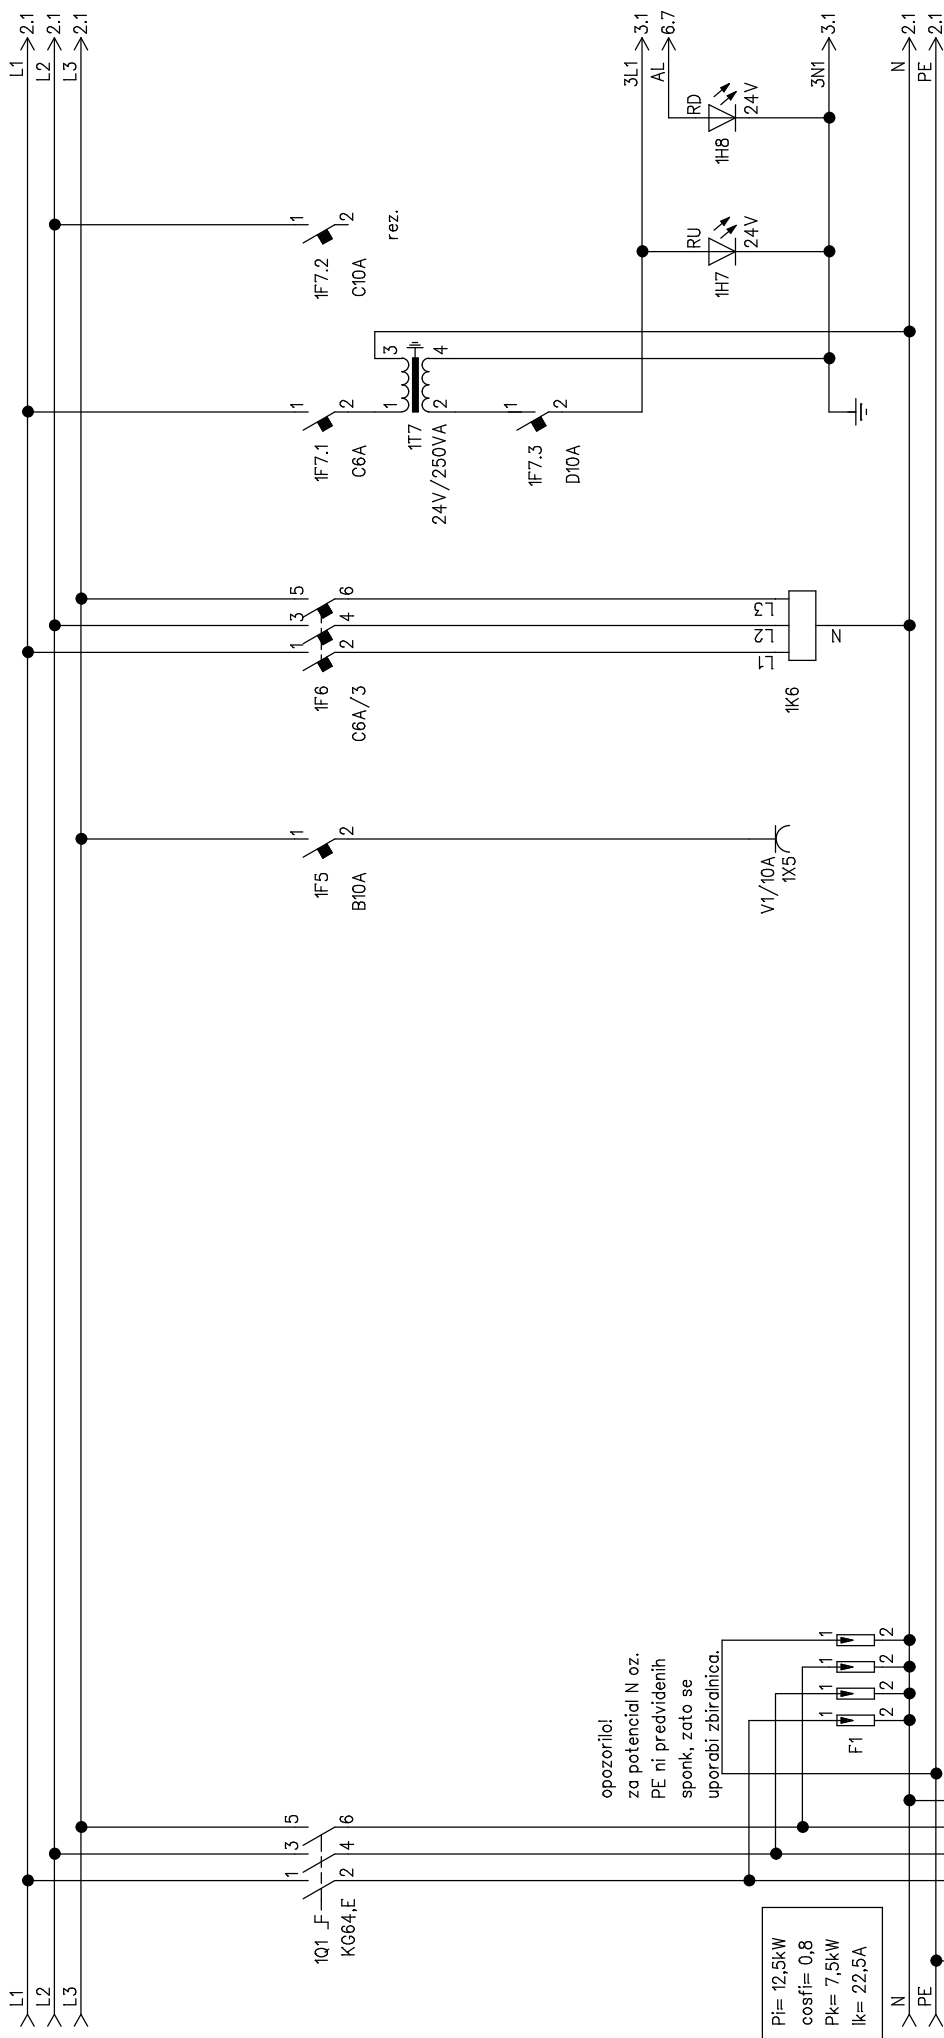 L1
L2
L3
1Q1
KG64,E
1
3
5
2
4
6
Pi= 12,5kW
cosfi= 0,8
Pk= 7,5kW
Ik= 22,5A
N
PE
opozorilo!
za potencial N oz.
PE ni predvidenih
sponk, zato se
uporabi zbiralnica.
F1
1
2
1
2
1
2
1
2
1F5
B10A
1
2
V1/10A
1X5
1F6
C6A/3
1
3
5
2
4
6
L1
L2
L3
N
1K6
1F7.1
C6A
1
2
1
3
1T7
24V/250VA
2
4
1F7.3
D10A
1
2
1F7.2
C10A
1
2
rez.
RU
1H7
24V
RD
1H8
24V
L1 2.1
L2 2.1
L3 2.1
3L1 3.1
AL 6.7
3N1 3.1
N 2.1
PE 2.1